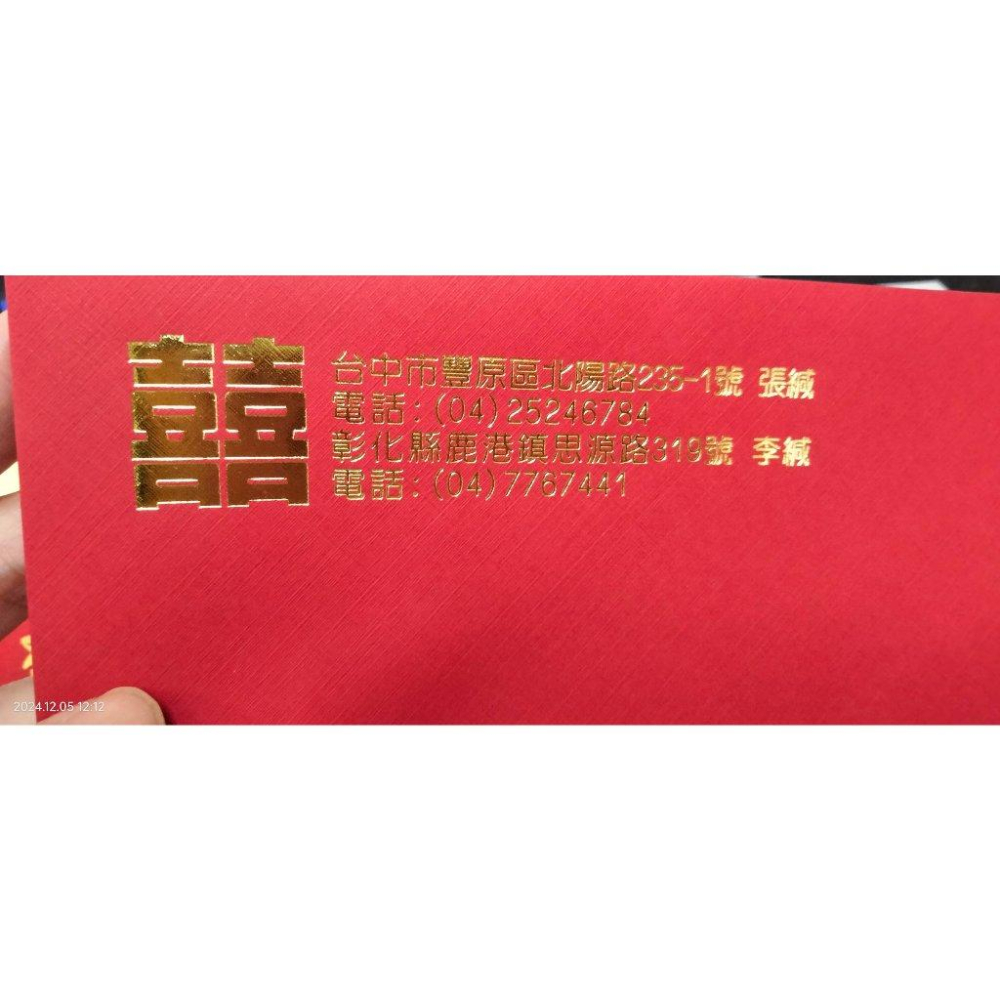 囍
台中市豐原區北陽路235-1號 張緘
電話:(04)25246784
彰化縣鹿港鎮思源路319號 李緘
電話:(04)7767441
2024.12.05 12:12